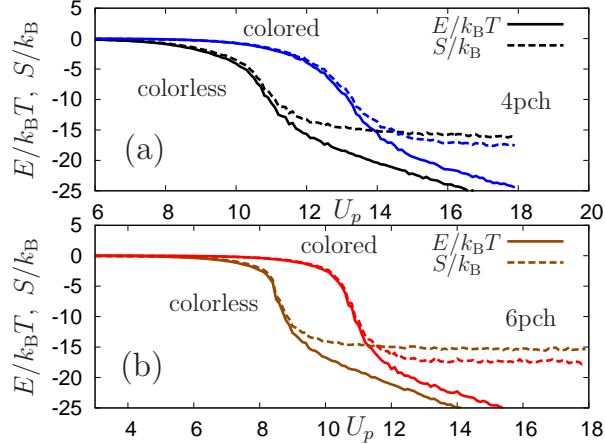 E/k_BT, S/k_B
0
-5
-10
-15
-20
-25
colored
colorless
E/k_BT
S/k_B
4pch
(a)
6 8 10 12 14 16 18 20
U_p
E/k_BT, S/k_B
0
-5
-10
-15
-20
-25
colored
colorless
E/k_BT
S/k_B
6pch
(b)
4 6 8 10 12 14 16 18
U_p